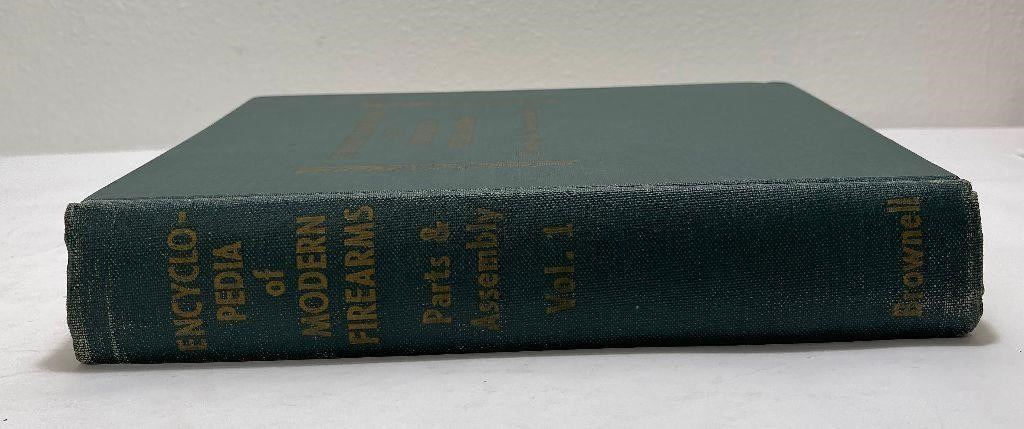 ENCYCLO-
PEDIA
of
MODERN
FIREARMS
Parts &
Assembly
Vol. 1
Brownell